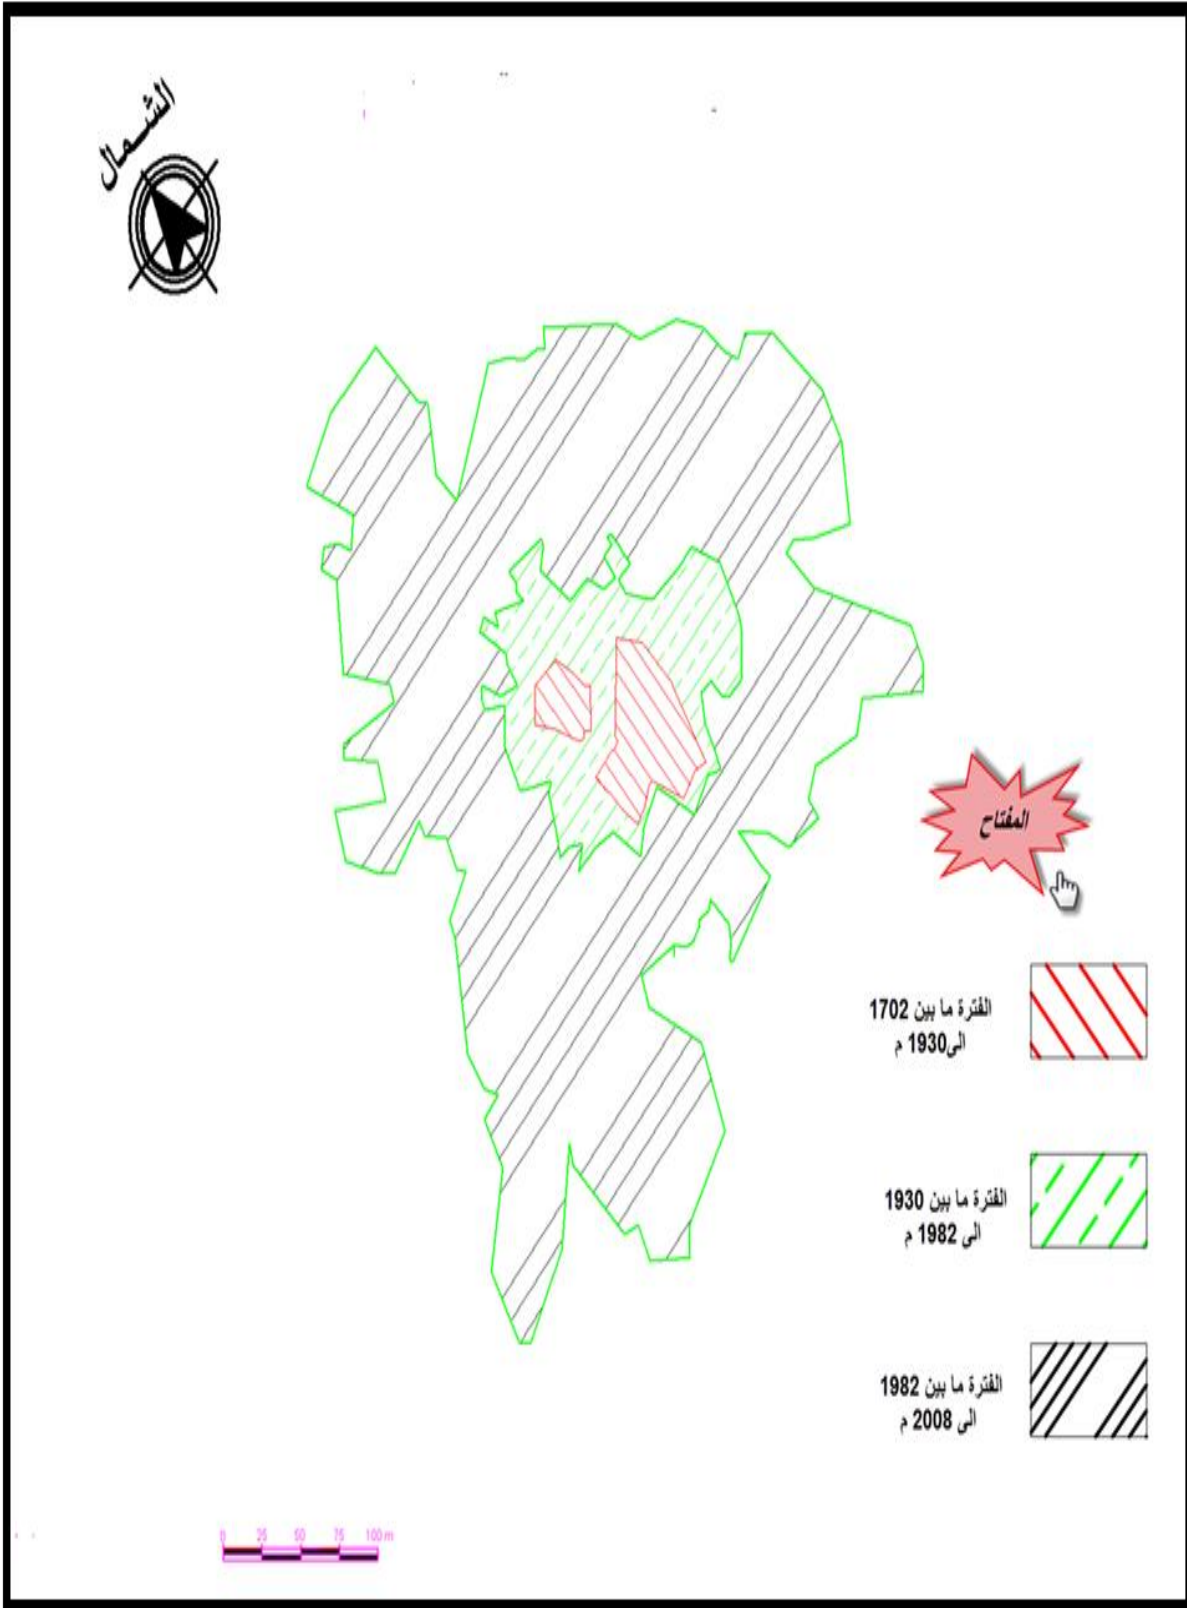 الشمال
المفتاح
الفترة ما بين 1702
الى1930 م
الفترة ما بين 1930
الى 1982 م
الفترة ما بين 1982
الى 2008 م
0 25 50 75 100 m